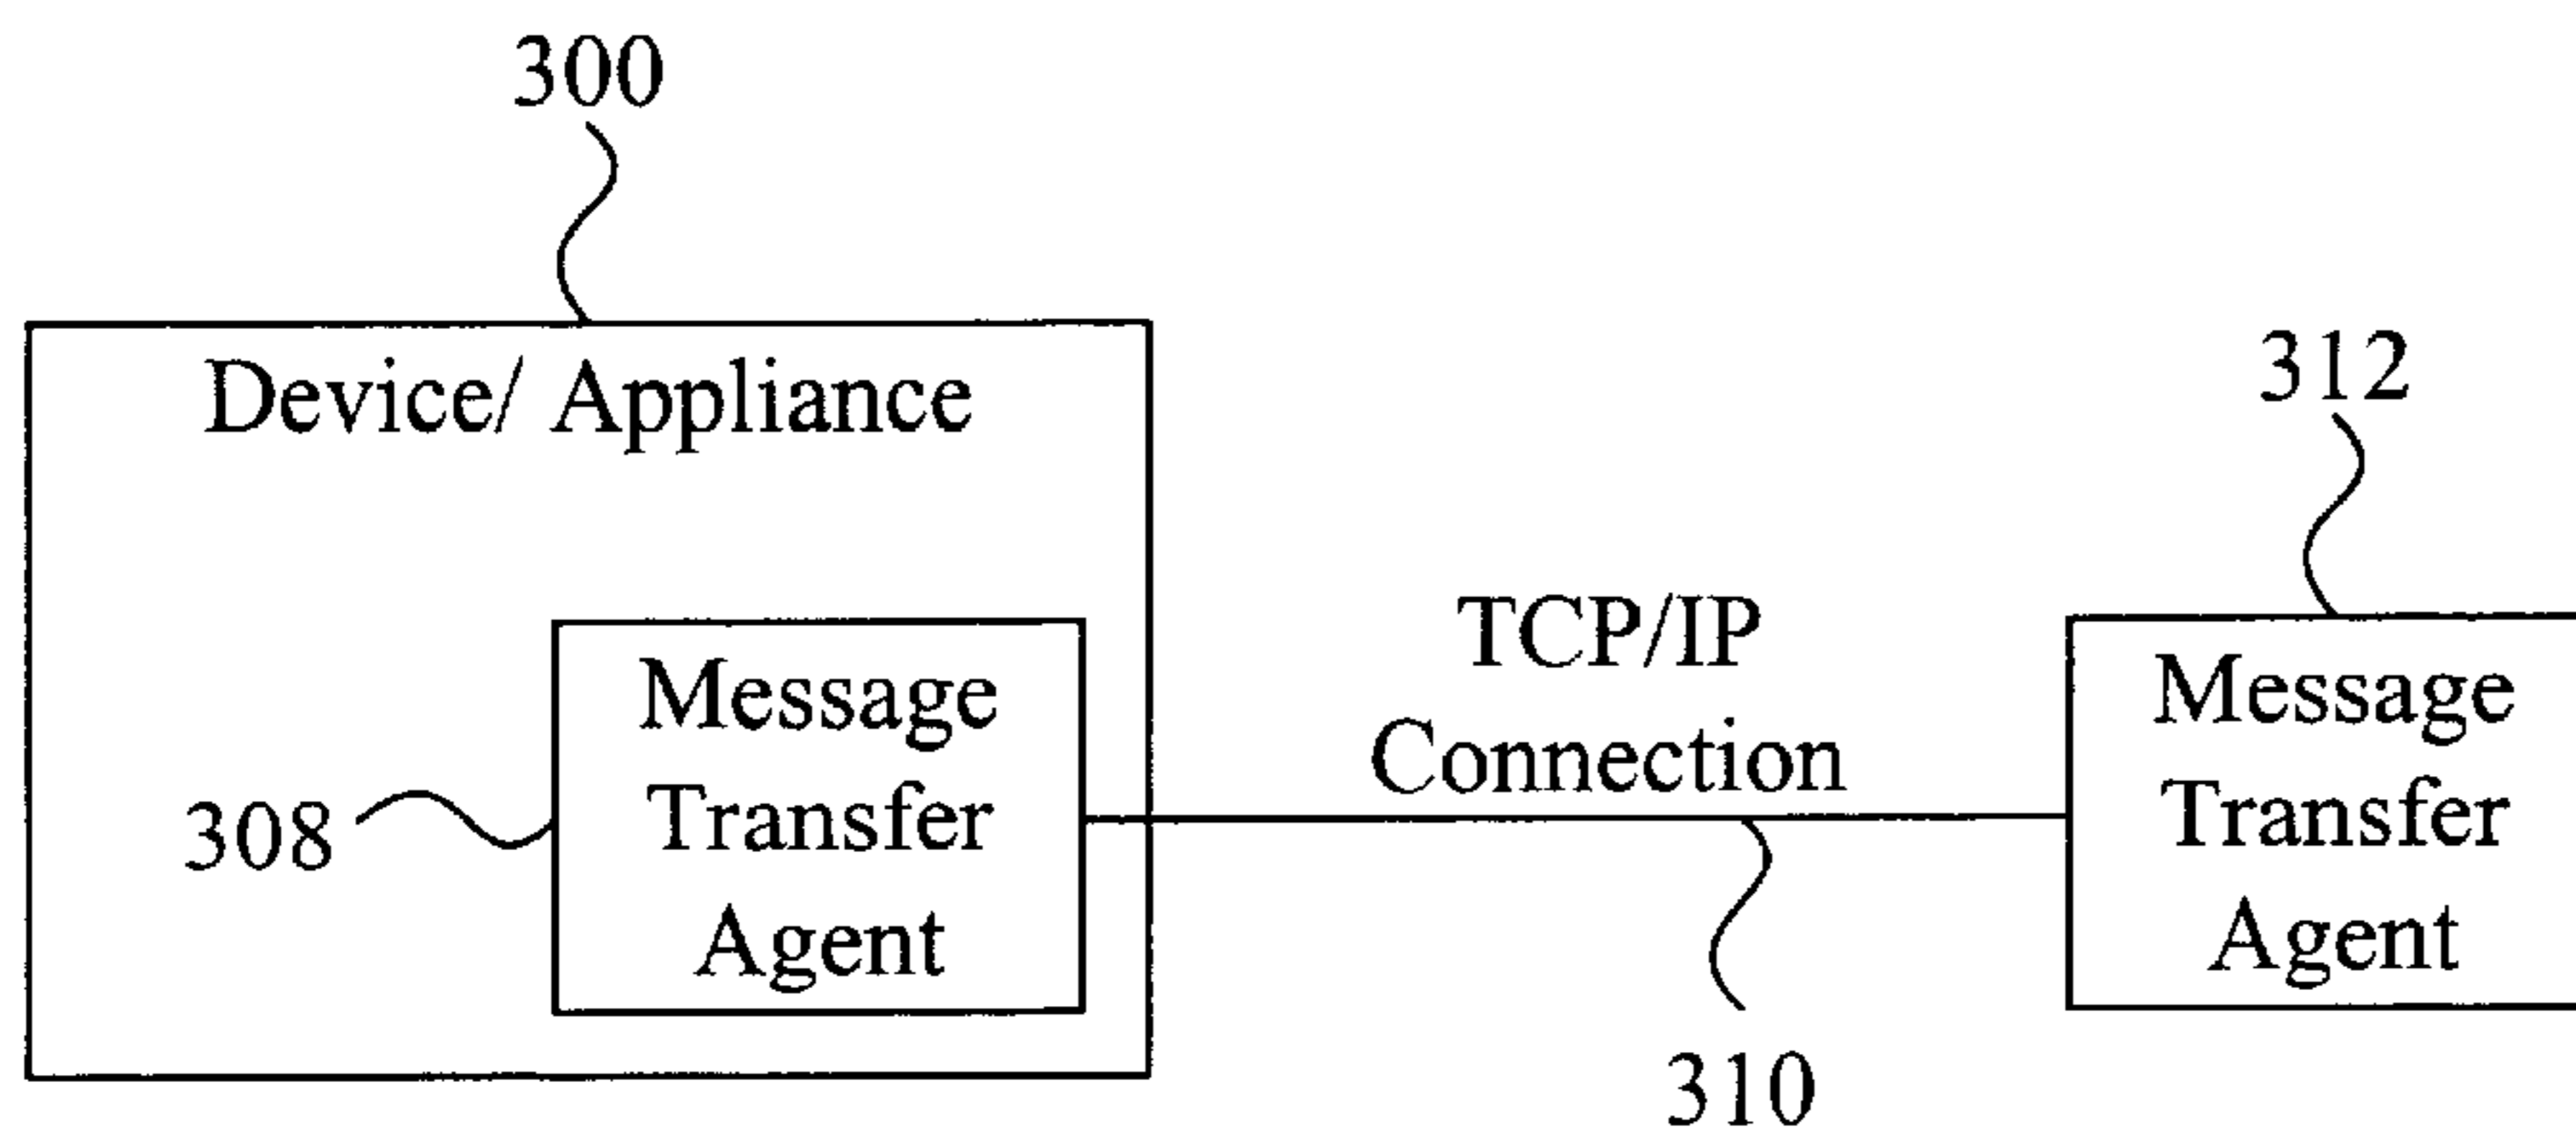 300
Device/ Appliance
312
TCP/IP
Connection
Message
Transfer
Agent
308
Message
Transfer
Agent
310